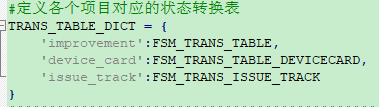 #定义各个项目对应的状态转换表
TRANS_TABLE_DICT = {
    'improvement':FSM_TRANS_TABLE,
    'device_card':FSM_TRANS_TABLE_DEVICECARD,
    'issue_track':FSM_TRANS_ISSUE_TRACK
}